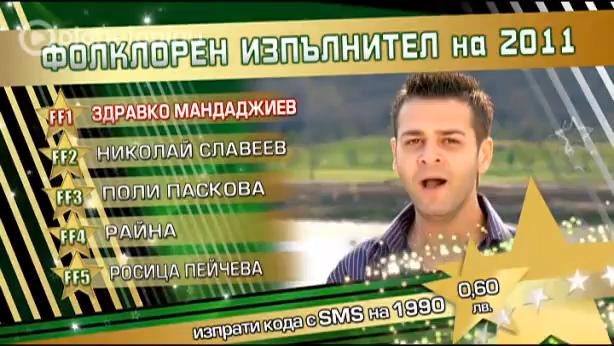 ФОЛКЛОРЕН ИЗПЪЛНИТЕЛ на 2011
FF1 ЗДРАВКО МАНДАДЖИЕВ
FF2 НИКОЛАЙ СЛАВЕЕВ
FF3 ПОЛИ ПАСКОВА
FF4 РАЙНА
FF5 РОСИЦА ПЕЙЧЕВА
изпрати кода с SMS на 1990
0,60
лв.